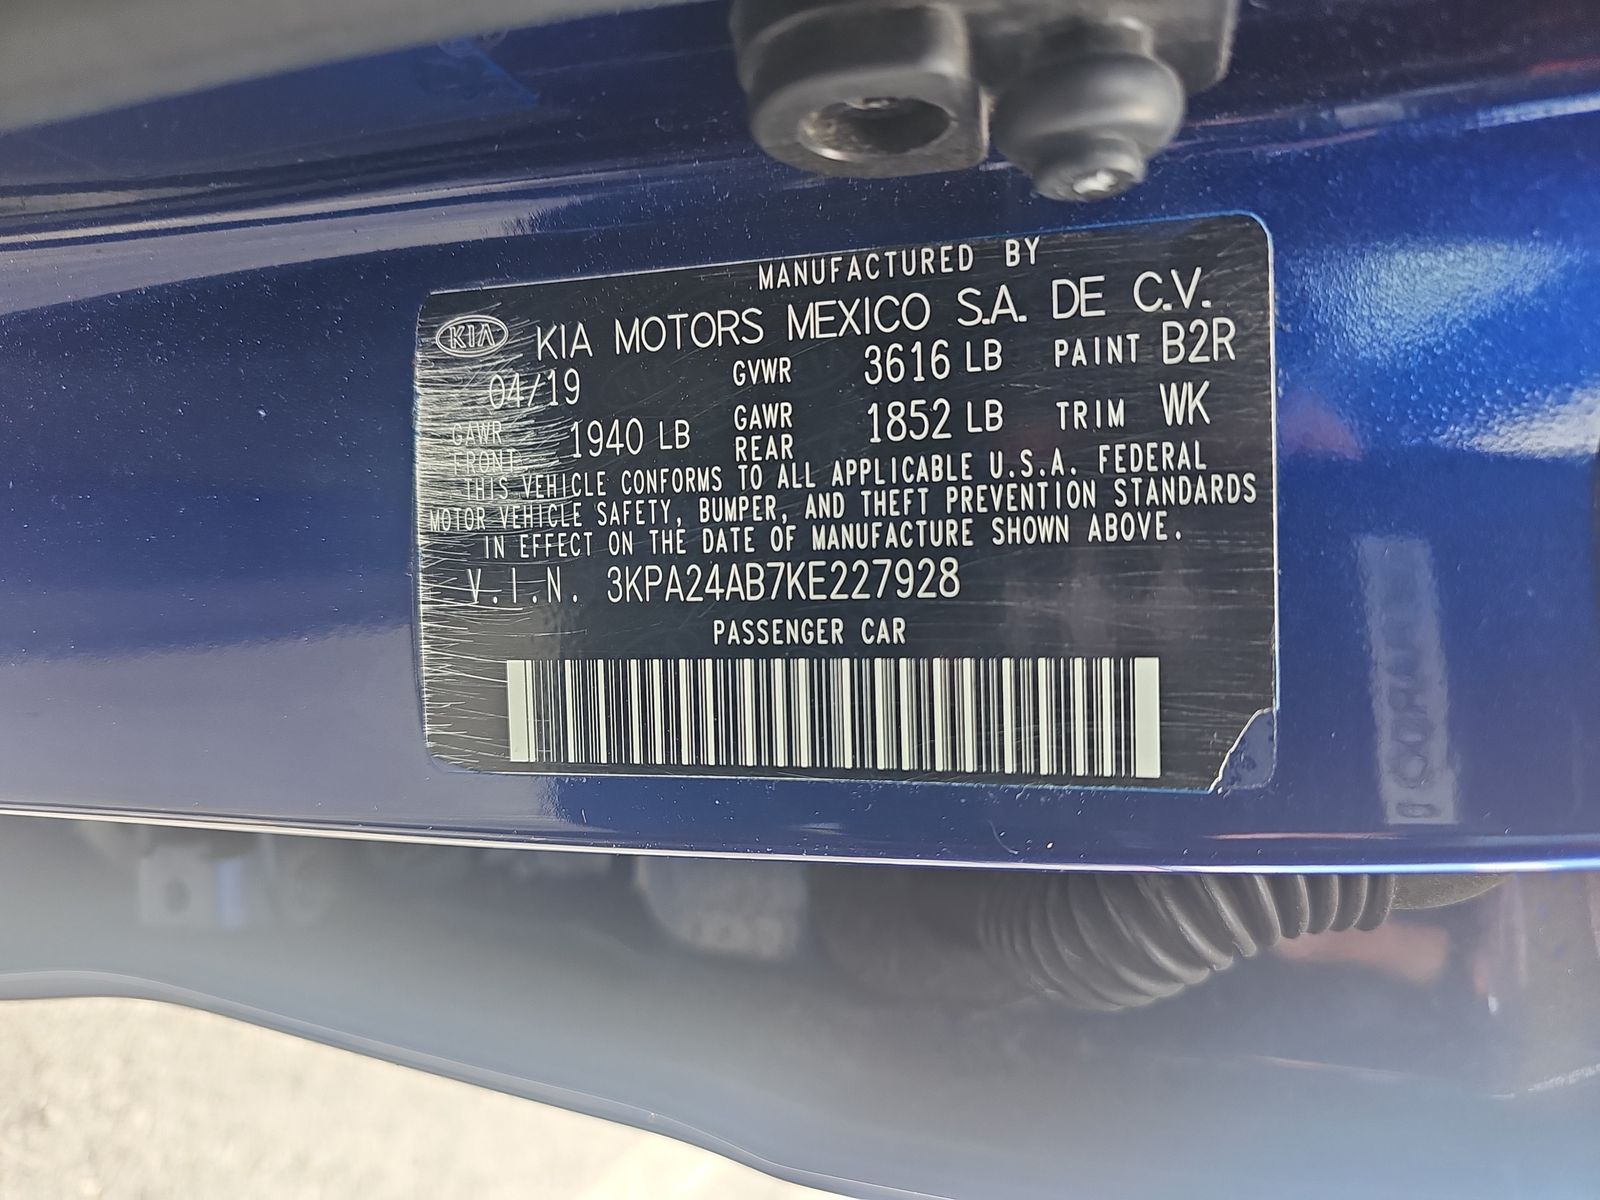 MANUFACTURED BY
KIA KIA MOTORS MEXICO S.A. DE C.V.
04/19 GVWR 3616 LB PAINT B2R
GAWR FRONT 1940 LB GAWR REAR 1852 LB TRIM WK
THIS VEHICLE CONFORMS TO ALL APPLICABLE U.S.A. FEDERAL
MOTOR VEHICLE SAFETY, BUMPER, AND THEFT PREVENTION STANDARDS
IN EFFECT ON THE DATE OF MANUFACTURE SHOWN ABOVE.
V.I.N. 3KPA24AB7KE227928
PASSENGER CAR